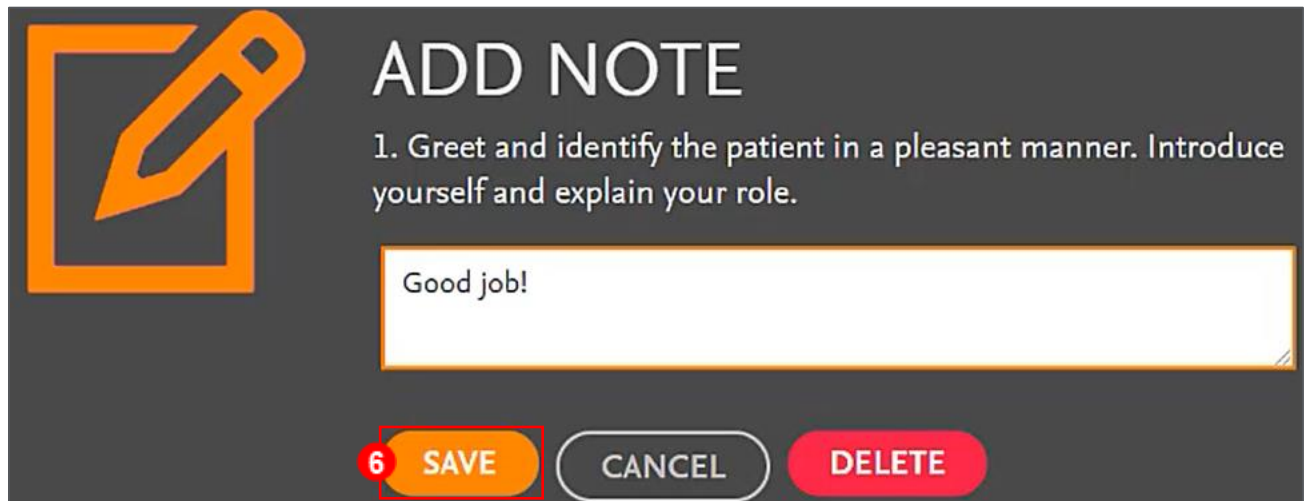 ADD NOTE
1. Greet and identify the patient in a pleasant manner. Introduce
yourself and explain your role.
Good job!
6 SAVE CANCEL DELETE